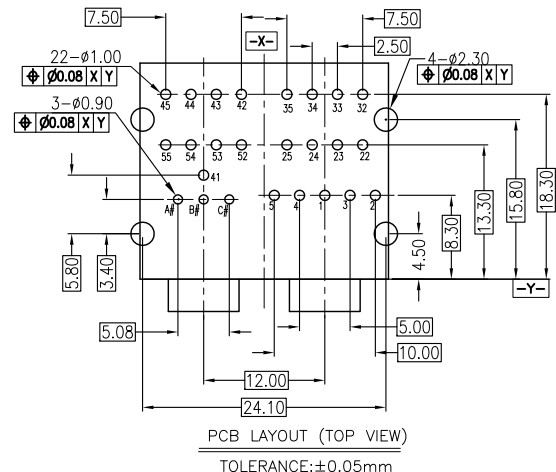 7.50 7.50
-X- 2.50
22-ø1.00 4-ø2.30
⌖ Ø0.08 X Y ⌖ Ø0.08 X Y
45 44 43 42 35 34 33 32
3-ø0.90
⌖ Ø0.08 X Y
55 54 53 52 25 24 23 22
41
A# B# C# 5 4 1 3 2
5.80 3.40 4.50 8.30 13.30 15.80 18.30
-Y-
5.08 5.00
10.00
12.00
24.10
PCB LAYOUT (TOP VIEW)
TOLERANCE:±0.05mm